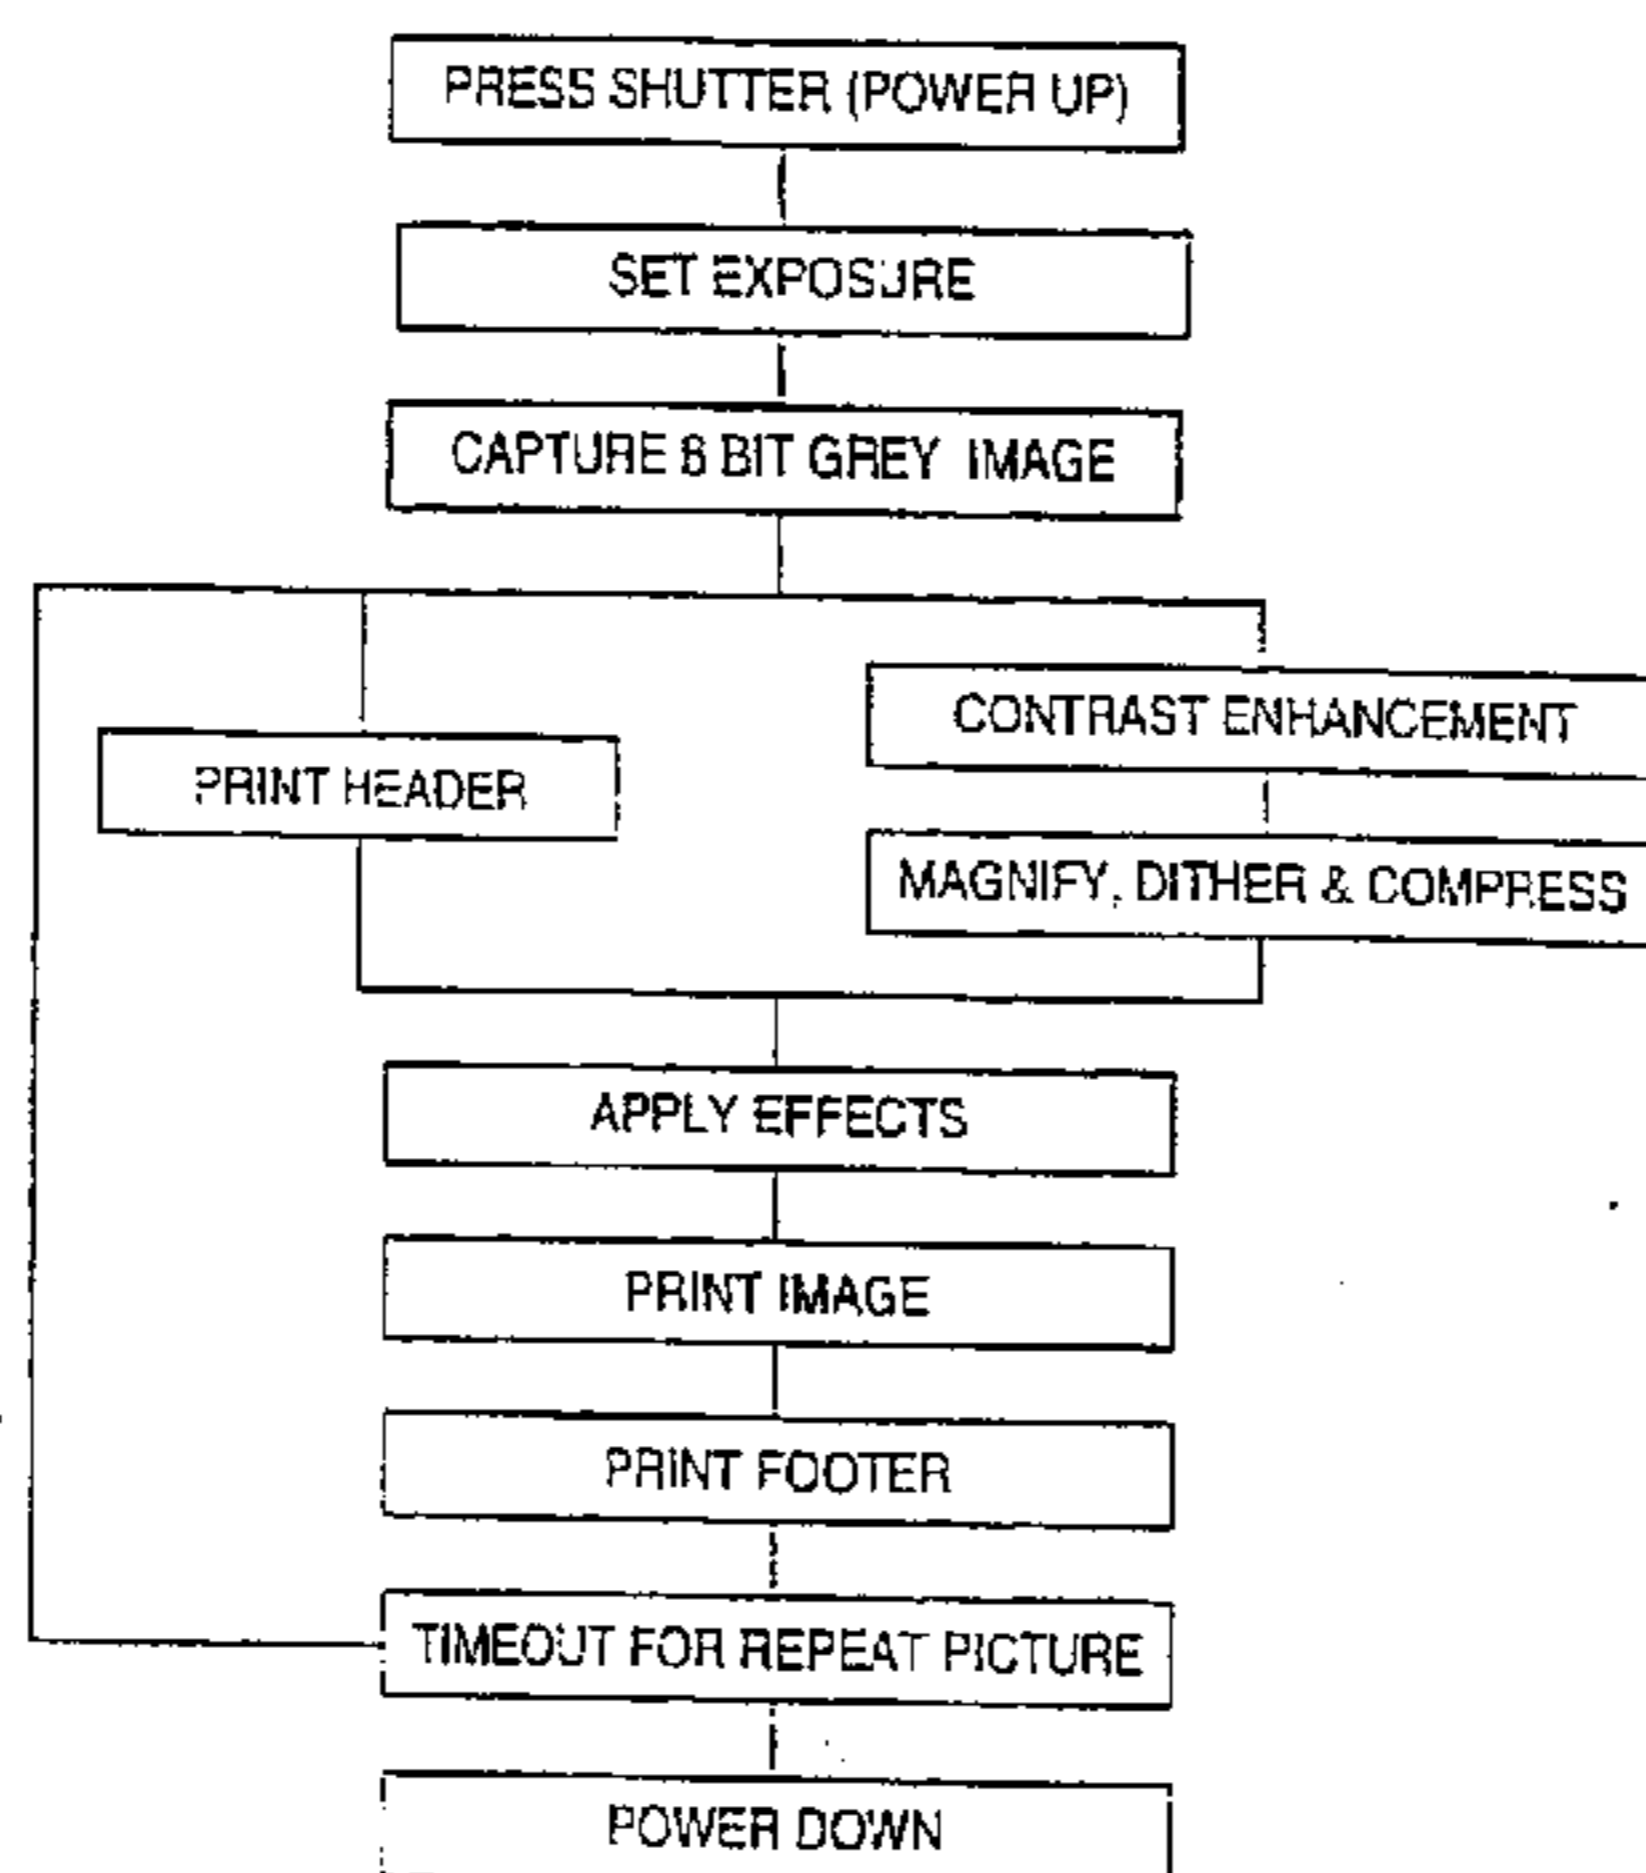 PRESS SHUTTER (POWER UP)
SET EXPOSURE
CAPTURE 8 BIT GREY IMAGE
CONTRAST ENHANCEMENT
PRINT HEADER
MAGNIFY, DITHER & COMPRESS
APPLY EFFECTS
PRINT IMAGE
PRINT FOOTER
TIMEOUT FOR REPEAT PICTURE
POWER DOWN